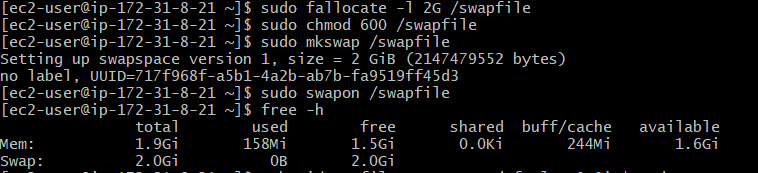 [ec2-user@ip-172-31-8-21 ~]$ sudo fallocate -l 2G /swapfile
[ec2-user@ip-172-31-8-21 ~]$ sudo chmod 600 /swapfile
[ec2-user@ip-172-31-8-21 ~]$ sudo mkswap /swapfile
Setting up swapspace version 1, size = 2 GiB (2147479552 bytes)
no label, UUID=717f968f-a5b1-4a2b-ab7b-fa9519ff45d3
[ec2-user@ip-172-31-8-21 ~]$ sudo swapon /swapfile
[ec2-user@ip-172-31-8-21 ~]$ free -h
total used free shared buff/cache available
Mem: 1.9Gi 158Mi 1.5Gi 0.0Ki 244Mi 1.6Gi
Swap: 2.0Gi 0B 2.0Gi